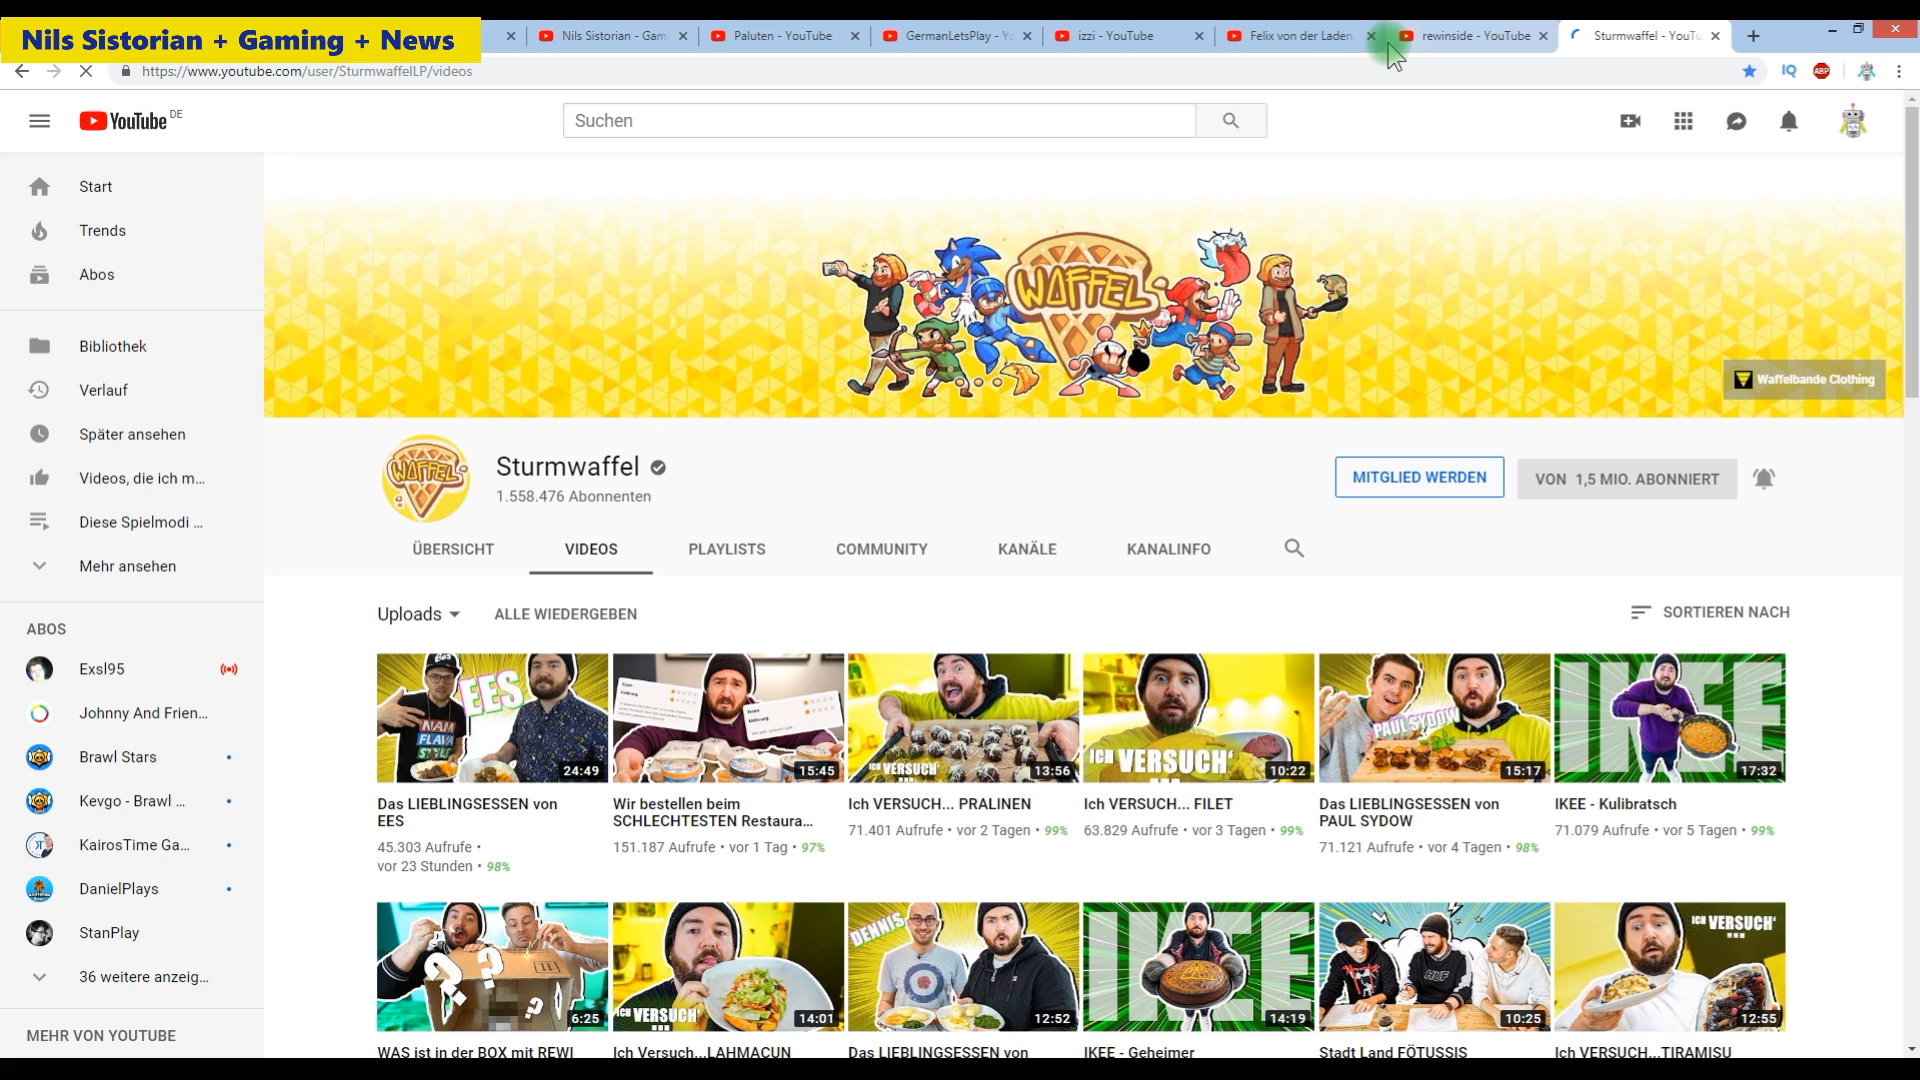 Nils Sistorian + Gaming + News
Nils Sistorian - Gami
Paluten - YouTube
GermanLetsPlay - Yo
izzi - YouTube
Felix von der Laden
rewinside - YouTube
Sturmwaffel - YouTu
https://www.youtube.com/user/SturmwaffelLP/videos
IQ
ABP
YouTube DE
Suchen
Start
Trends
Abos
Bibliothek
Verlauf
Später ansehen
Videos, die ich m...
Diese Spielmodi ...
Mehr ansehen
ABOS
Exsl95
Johnny And Frien...
Brawl Stars
Kevgo - Brawl ...
KairosTime Ga...
DanielPlays
StanPlay
36 weitere anzeig...
MEHR VON YOUTUBE
WAFFEL
Waffelbande Clothing
WAFFEL
Sturmwaffel
1.558.476 Abonnenten
MITGLIED WERDEN
VON 1,5 MIO. ABONNIERT
ÜBERSICHT
VIDEOS
PLAYLISTS
COMMUNITY
KANÄLE
KANALINFO
Uploads
ALLE WIEDERGEBEN
SORTIEREN NACH
EES
NAM
FLAVA
STYLE
24:49
Das LIEBLINGSESSEN von
EES
45.303 Aufrufe •
vor 23 Stunden • 98%
15:45
Wir bestellen beim
SCHLECHTESTEN Restaura...
151.187 Aufrufe • vor 1 Tag • 97%
ICH VERSUCH'
...
13:56
Ich VERSUCH... PRALINEN
71.401 Aufrufe • vor 2 Tagen • 99%
ICH VERSUCH'
...
10:22
Ich VERSUCH... FILET
63.829 Aufrufe • vor 3 Tagen • 99%
PAUL SYDOW
15:17
Das LIEBLINGSESSEN von
PAUL SYDOW
71.121 Aufrufe • vor 4 Tagen • 98%
IKEE
17:32
IKEE - Kulibratsch
71.079 Aufrufe • vor 5 Tagen • 99%
? ? ?
6:25
WAS ist in der BOX mit REWI
ICH VERSUCH'
...
14:01
Ich Versuch...LAHMACUN
DENNIS
12:52
Das LIEBLINGSESSEN von
IKEE
14:19
IKEE - Geheimer
HUF
10:25
Stadt Land FÖTUSSIS
ICH VERSUCH'
...
12:55
Ich VERSUCH...TIRAMISU